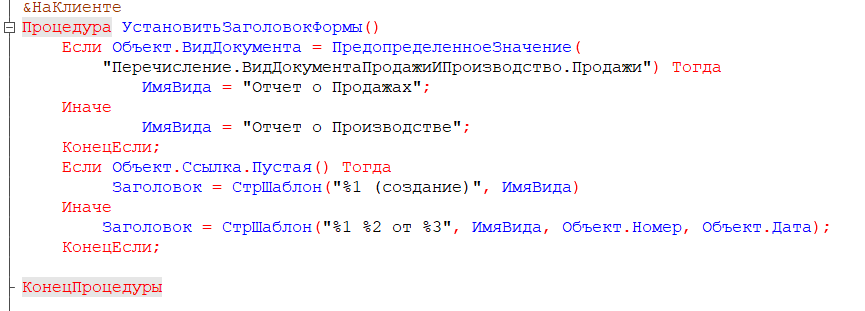 &НаКлиенте
Процедура УстановитьЗаголовокФормы()
Если Объект.ВидДокумента = ПредопределенноеЗначение(
"Перечисление.ВидДокументаПродажиИПроизводство.Продажи") Тогда
ИмяВида = "Отчет о Продажах";
Иначе
ИмяВида = "Отчет о Производстве";
КонецЕсли;
Если Объект.Ссылка.Пустая() Тогда
Заголовок = СтрШаблон("%1 (создание)", ИмяВида)
Иначе
Заголовок = СтрШаблон("%1 %2 от %3", ИмяВида, Объект.Номер, Объект.Дата);
КонецЕсли;
КонецПроцедуры